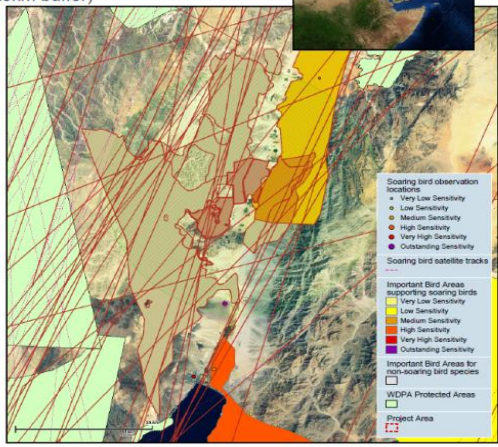 Soaring bird observation
locations
Very Low Sensitivity
Low Sensitivity
Medium Sensitivity
High Sensitivity
Very High Sensitivity
Outstanding Sensitivity
Soaring bird satellite tracks
Important Bird Areas
supporting soaring birds
Very Low Sensitivity
Low Sensitivity
Medium Sensitivity
High Sensitivity
Very High Sensitivity
Outstanding Sensitivity
Important Bird Areas for
non-soaring bird species
WDPA Protected Areas
Project Area